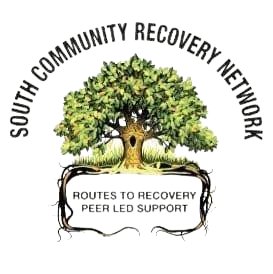 SOUTH COMMUNITY RECOVERY NETWORK
ROUTES TO RECOVERY
PEER LED SUPPORT